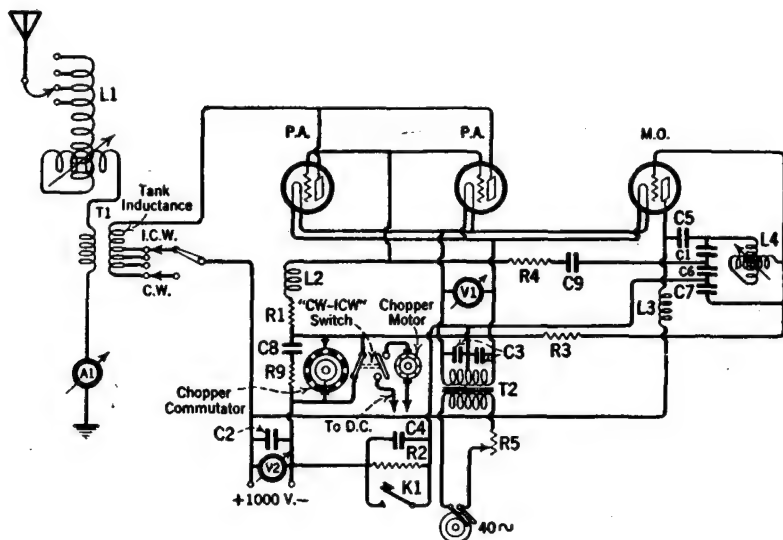 L1
P.A.
P.A.
M.O.
T1
Tank
Inductance
I.C.W.
C.W.
C5
C1
C6
C7
L4
L2
R4
C9
V1
L3
R1
"CW-ICW"
Switch
Chopper
Motor
C8
R9
C3
R3
T2
A1
Chopper
Commutator
To D.C.
C2
C4
R2
R5
V2
K1
+1000 V.-
40~